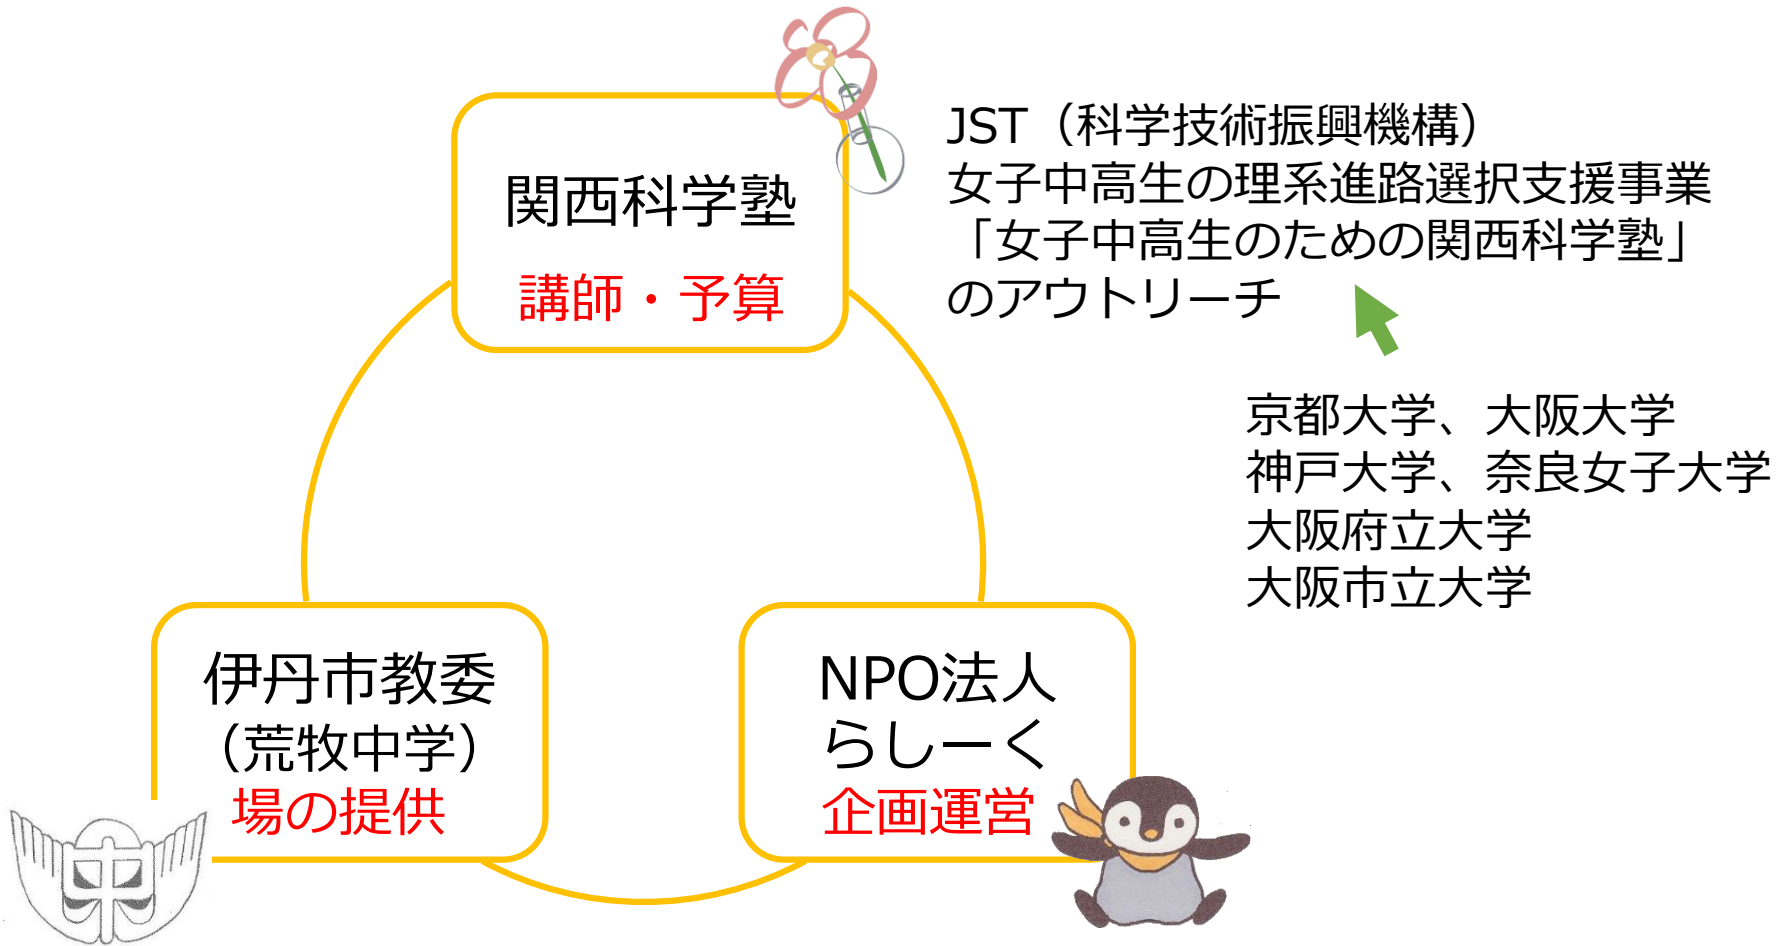 関西科学塾
講師・予算
JST（科学技術振興機構）
女子中高生の理系進路選択支援事業
「女子中高生のための関西科学塾」
のアウトリーチ
京都大学、大阪大学
神戸大学、奈良女子大学
大阪府立大学
大阪市立大学
伊丹市教委
（荒牧中学）
場の提供
NPO法人
らしーく
企画運営
中